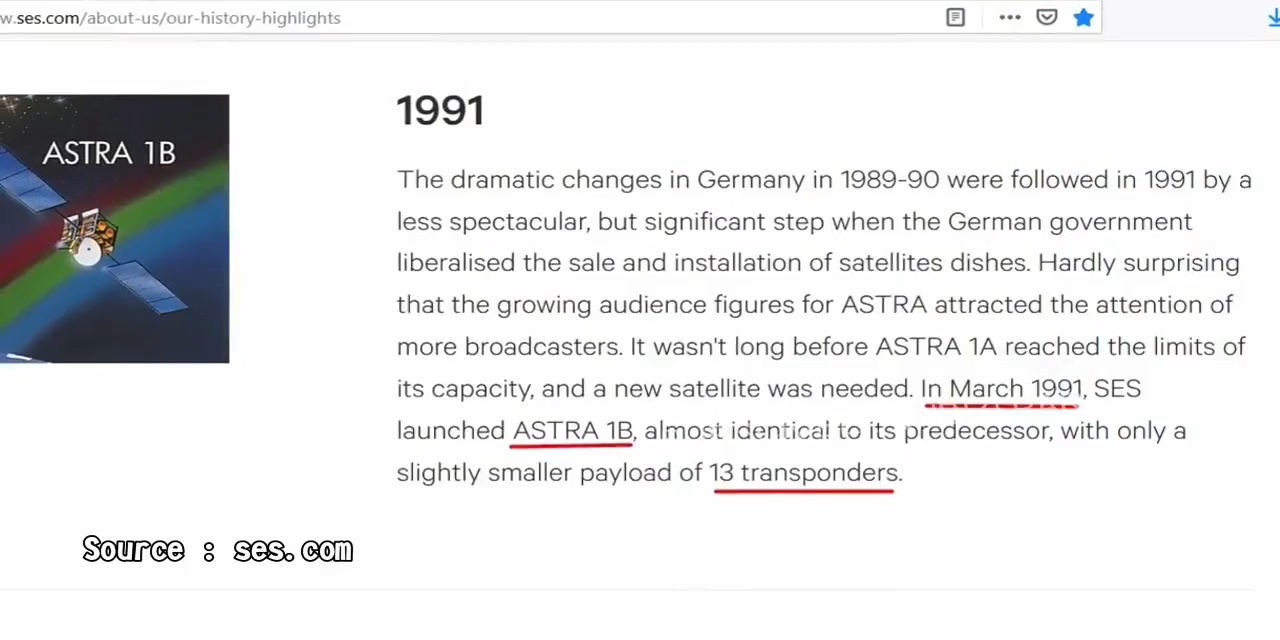 w.ses.com/about-us/our-history-highlights
ASTRA 1B
1991
The dramatic changes in Germany in 1989-90 were followed in 1991 by a
less spectacular, but significant step when the German government
liberalised the sale and installation of satellites dishes. Hardly surprising
that the growing audience figures for ASTRA attracted the attention of
more broadcasters. It wasn't long before ASTRA 1A reached the limits of
its capacity, and a new satellite was needed. In March 1991, SES
launched ASTRA 1B, almost identical to its predecessor, with only a
slightly smaller payload of 13 transponders.
Source : ses.com